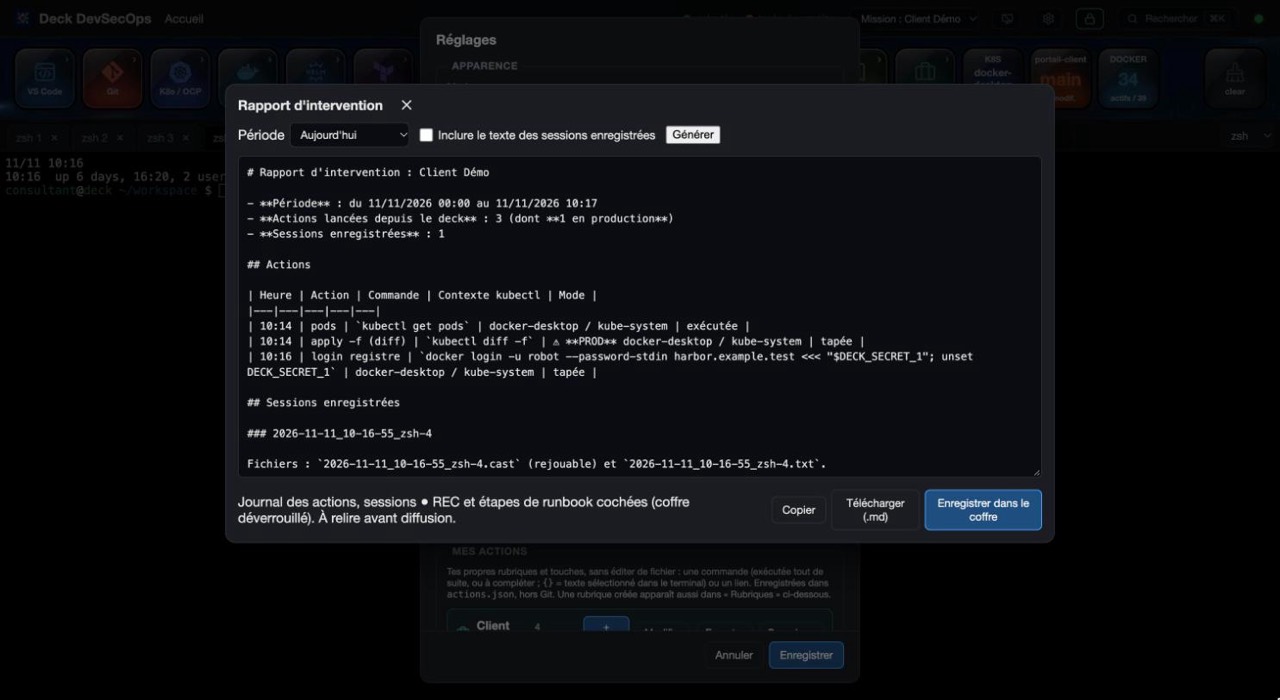 Deck DevSecOps Accueil
Mission : Client Démo
Rechercher ⌘K
Réglages
APPARENCE
VS Code
Git
K8s / OCP
K8S
docker-
portail-client
main
DOCKER
34
actifs / 39
clear
Rapport d'intervention ×
Période Aujourd'hui Inclure le texte des sessions enregistrées Générer
zsh 1 × zsh 2 × zsh 3 ×
zsh
11/11 10:16
10:16 up 6 days, 16:20, 2 user
consultant@deck ~/workspace $
# Rapport d'intervention : Client Démo
– **Période** : du 11/11/2026 00:00 au 11/11/2026 10:17
– **Actions lancées depuis le deck** : 3 (dont **1 en production**)
– **Sessions enregistrées** : 1
## Actions
| Heure | Action | Commande | Contexte kubectl | Mode |
|———|———|———|———|———|
| 10:14 | pods | `kubectl get pods` | docker-desktop / kube-system | exécutée |
| 10:14 | apply -f (diff) | `kubectl diff -f` | ⚠ **PROD** docker-desktop / kube-system | tapée |
| 10:16 | login registre | `docker login -u robot --password-stdin harbor.example.test <<< "$DECK_SECRET_1"; unset
DECK_SECRET_1` | docker-desktop / kube-system | tapée |
## Sessions enregistrées
### 2026-11-11_10-16-55_zsh-4
Fichiers : `2026-11-11_10-16-55_zsh-4.cast` (rejouable) et `2026-11-11_10-16-55_zsh-4.txt`.
Journal des actions, sessions ● REC et étapes de runbook cochées (coffre
déverrouillé). À relire avant diffusion.
Copier
Télécharger
(.md)
Enregistrer dans le
coffre
MES ACTIONS
Tes propres rubriques et touches, sans éditer de fichier : une commande (exécutée tout de
suite, ou à compléter ; {} = texte sélectionné dans le terminal) ou un lien. Enregistrées dans
actions.json, hors Git. Une rubrique créée apparaît aussi dans « Rubriques » ci-dessous.
Client 4 +
Annuler Enregistrer